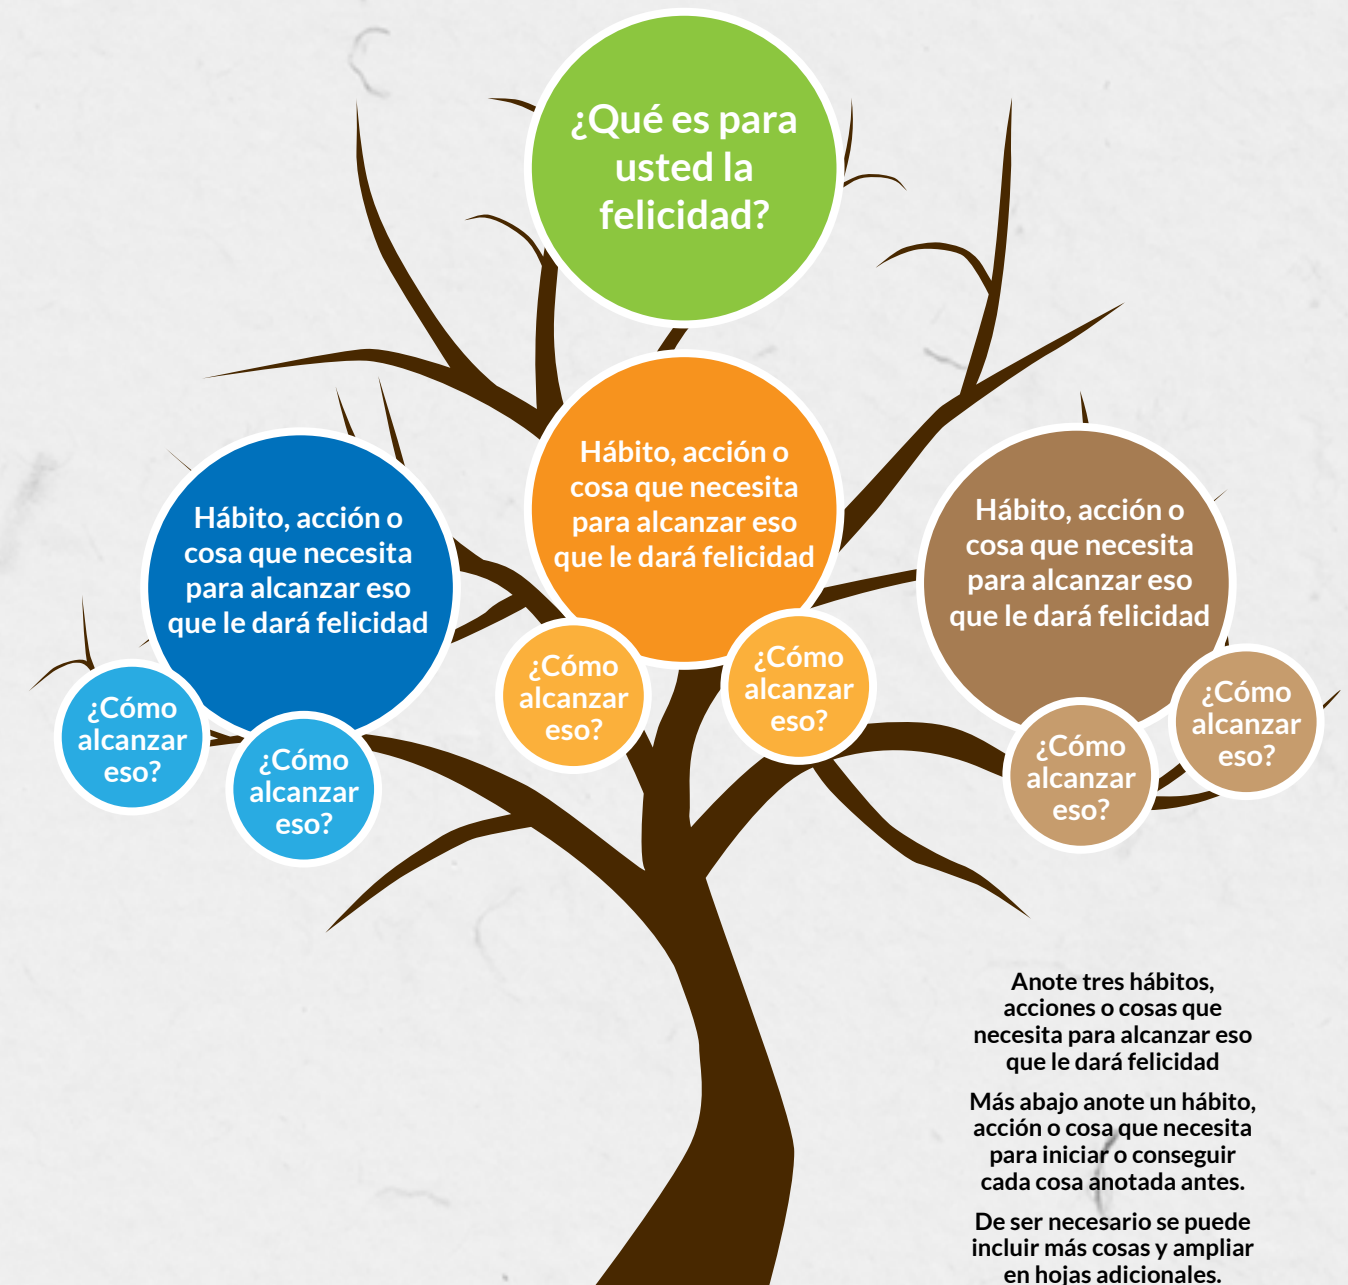 ¿Qué es para
usted la
felicidad?
Hábito, acción o
cosa que necesita
para alcanzar eso
que le dará felicidad
Hábito, acción o
cosa que necesita
para alcanzar eso
que le dará felicidad
Hábito, acción o
cosa que necesita
para alcanzar eso
que le dará felicidad
¿Cómo
alcanzar
eso?
¿Cómo
alcanzar
eso?
¿Cómo
alcanzar
eso?
¿Cómo
alcanzar
eso?
¿Cómo
alcanzar
eso?
¿Cómo
alcanzar
eso?
Anote tres hábitos,
acciones o cosas que
necesita para alcanzar eso
que le dará felicidad
Más abajo anote un hábito,
acción o cosa que necesita
para iniciar o conseguir
cada cosa anotada antes.
De ser necesario se puede
incluir más cosas y ampliar
en hojas adicionales.